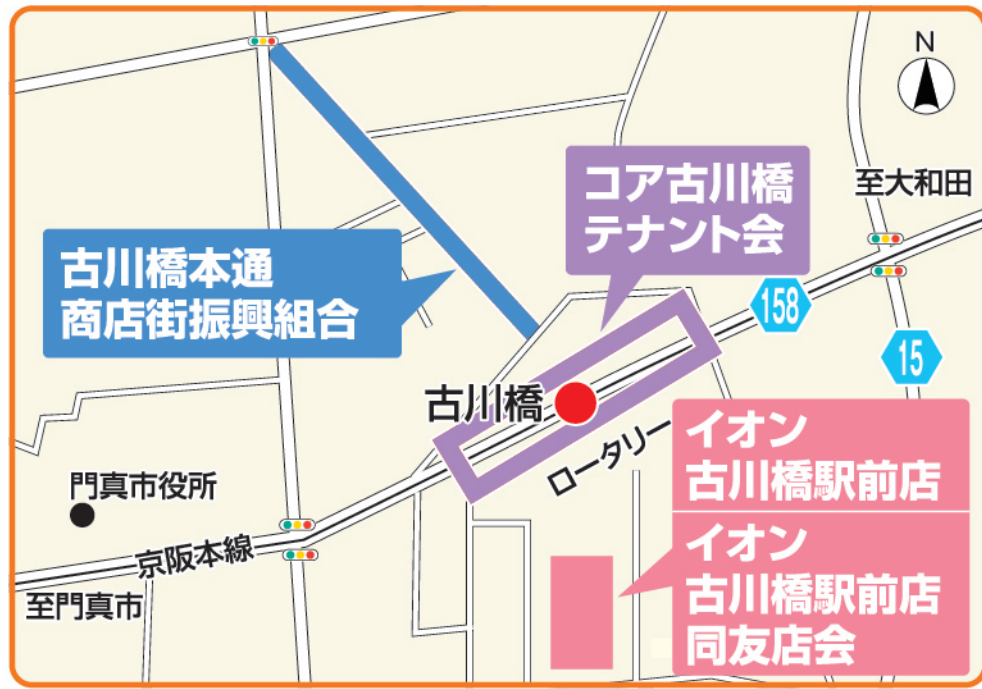 N
コア古川橋
テナント会
至大和田
古川橋本通
商店街振興組合
158
15
古川橋
ロータリー
イオン
古川橋駅前店
門真市役所
イオン
古川橋駅前店
同友店会
京阪本線
至門真市